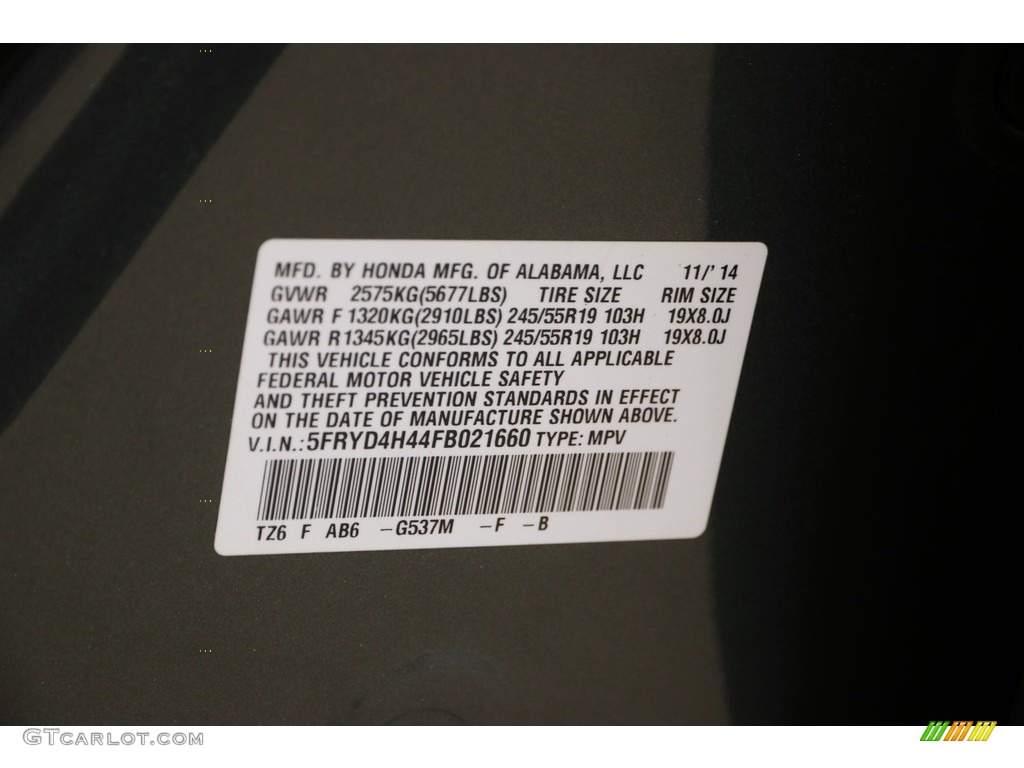 MFD. BY HONDA MFG. OF ALABAMA, LLC 11/'14
GVWR 2575KG(5677LBS) TIRE SIZE RIM SIZE
GAWR F 1320KG(2910LBS) 245/55R19 103H 19X8.0J
GAWR R 1345KG(2965LBS) 245/55R19 103H 19X8.0J
THIS VEHICLE CONFORMS TO ALL APPLICABLE
FEDERAL MOTOR VEHICLE SAFETY
AND THEFT PREVENTION STANDARDS IN EFFECT
ON THE DATE OF MANUFACTURE SHOWN ABOVE.
V.I.N.: 5FRYD4H44FB021660 TYPE: MPV
TZ6 F AB6 -G537M -F -B
GTCarLot.com